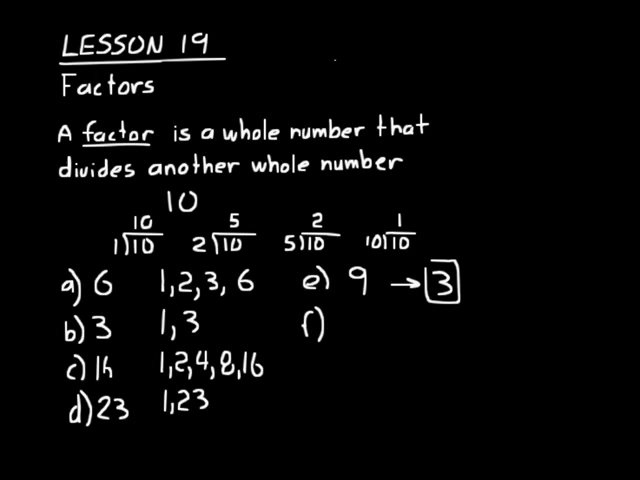 LESSON 19
Factors
A factor is a whole number that
divides another whole number
10
10 5 2 1
1)10 2)10 5)10 10)10
a) 6 1, 2, 3, 6 e) 9 → 3
b) 3 1, 3 f)
c) 16 1, 2, 4, 8, 16
d) 23 1, 23